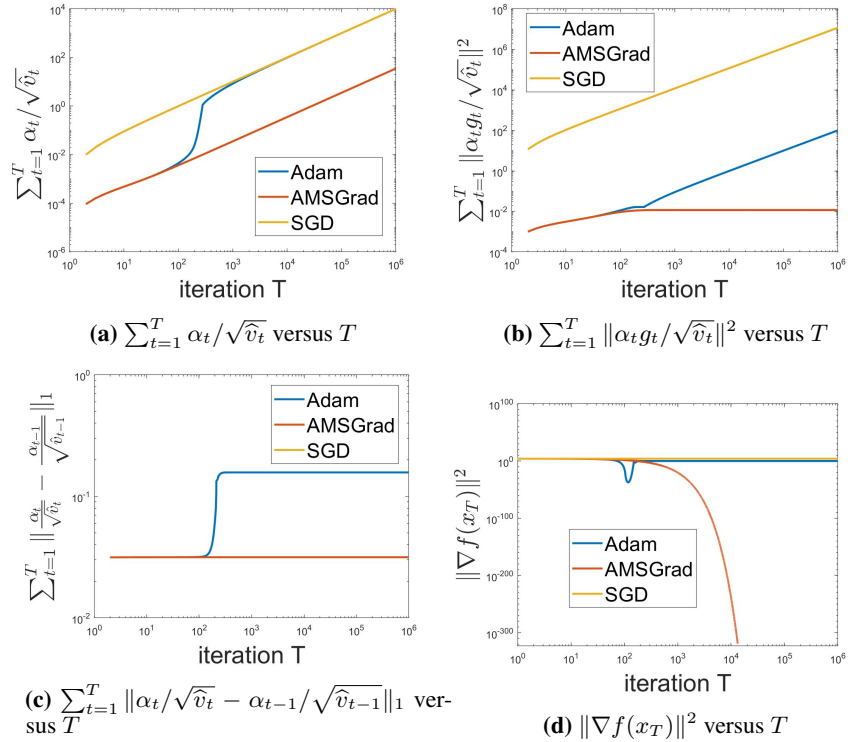 10^4
10^2
10^0
10^-2
10^-4
10^-6
∑_{t=1}^T α_t/√v̂_t
Adam
AMSGrad
SGD
10^0 10^1 10^2 10^3 10^4 10^5 10^6
iteration T
(a) ∑_{t=1}^T α_t/√v̂_t versus T
10^8
10^6
10^4
10^2
10^0
10^-2
10^-4
∑_{t=1}^T ‖α_t g_t/√v̂_t‖^2
Adam
AMSGrad
SGD
10^0 10^1 10^2 10^3 10^4 10^5 10^6
iteration T
(b) ∑_{t=1}^T ‖α_t g_t/√v̂_t‖^2 versus T
10^0
10^-1
10^-2
∑_{t=1}^T ‖α_t/√v̂_t − α_{t-1}/√v̂_{t-1}‖_1
Adam
AMSGrad
SGD
10^0 10^1 10^2 10^3 10^4 10^5 10^6
iteration T
(c) ∑_{t=1}^T ‖α_t/√v̂_t − α_{t−1}/√v̂_{t−1}‖_1 ver-
sus T
10^100
10^0
10^-100
10^-200
10^-300
‖∇f(x_T)‖^2
Adam
AMSGrad
SGD
10^0 10^1 10^2 10^3 10^4 10^5 10^6
iteration T
(d) ‖∇f(x_T)‖^2 versus T